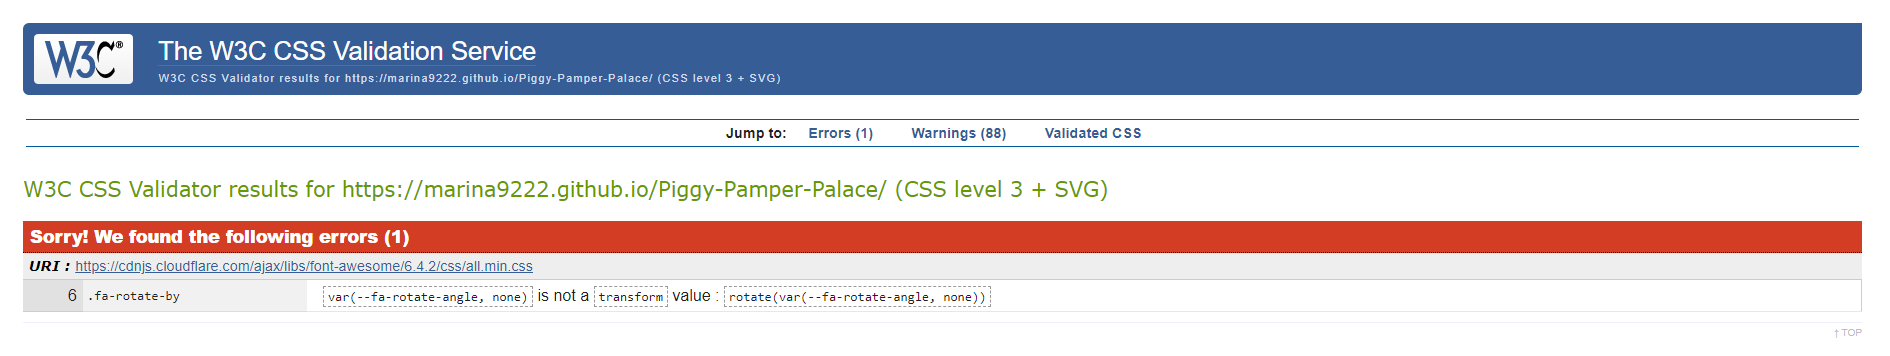 W3C®
The W3C CSS Validation Service
W3C CSS Validator results for https://marina9222.github.io/Piggy-Pamper-Palace/ (CSS level 3 + SVG)
Jump to: Errors (1) Warnings (88) Validated CSS
W3C CSS Validator results for https://marina9222.github.io/Piggy-Pamper-Palace/ (CSS level 3 + SVG)
Sorry! We found the following errors (1)
URI : https://cdnjs.cloudflare.com/ajax/libs/font-awesome/6.4.2/css/all.min.css
6 .fa-rotate-by var(--fa-rotate-angle, none) is not a transform value : rotate(var(--fa-rotate-angle, none))
↑ TOP